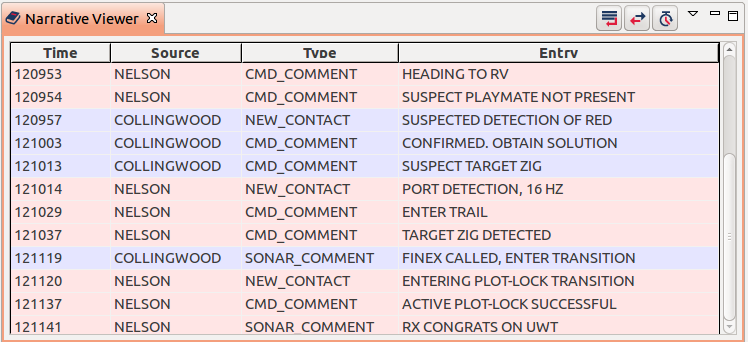 Narrative Viewer
Time Source Type Entry
120953 NELSON CMD_COMMENT HEADING TO RV
120954 NELSON CMD_COMMENT SUSPECT PLAYMATE NOT PRESENT
120957 COLLINGWOOD NEW_CONTACT SUSPECTED DETECTION OF RED
121003 COLLINGWOOD CMD_COMMENT CONFIRMED. OBTAIN SOLUTION
121013 COLLINGWOOD CMD_COMMENT SUSPECT TARGET ZIG
121014 NELSON NEW_CONTACT PORT DETECTION, 16 HZ
121029 NELSON CMD_COMMENT ENTER TRAIL
121037 NELSON CMD_COMMENT TARGET ZIG DETECTED
121119 COLLINGWOOD SONAR_COMMENT FINEX CALLED, ENTER TRANSITION
121120 NELSON NEW_CONTACT ENTERING PLOT-LOCK TRANSITION
121137 NELSON CMD_COMMENT ACTIVE PLOT-LOCK SUCCESSFUL
121141 NELSON SONAR_COMMENT RX CONGRATS ON UWT